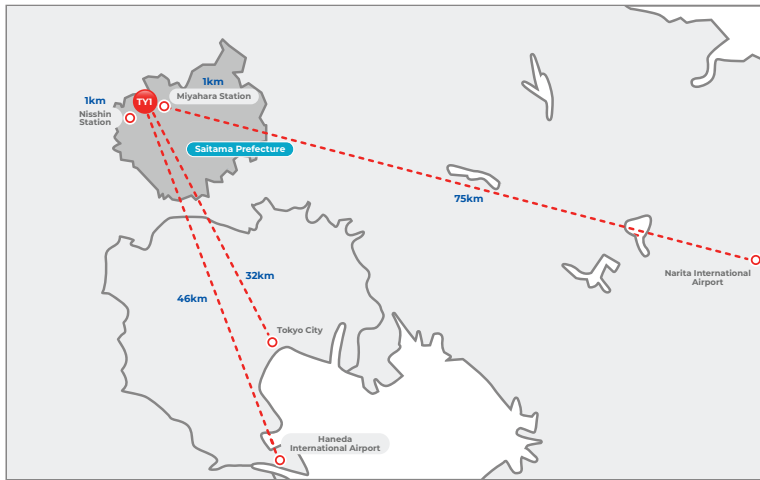 1km
1km
TY1
Miyahara Station
Nisshin
Station
Saitama Prefecture
75km
32km
46km
Narita International
Airport
Tokyo City
Haneda
International Airport